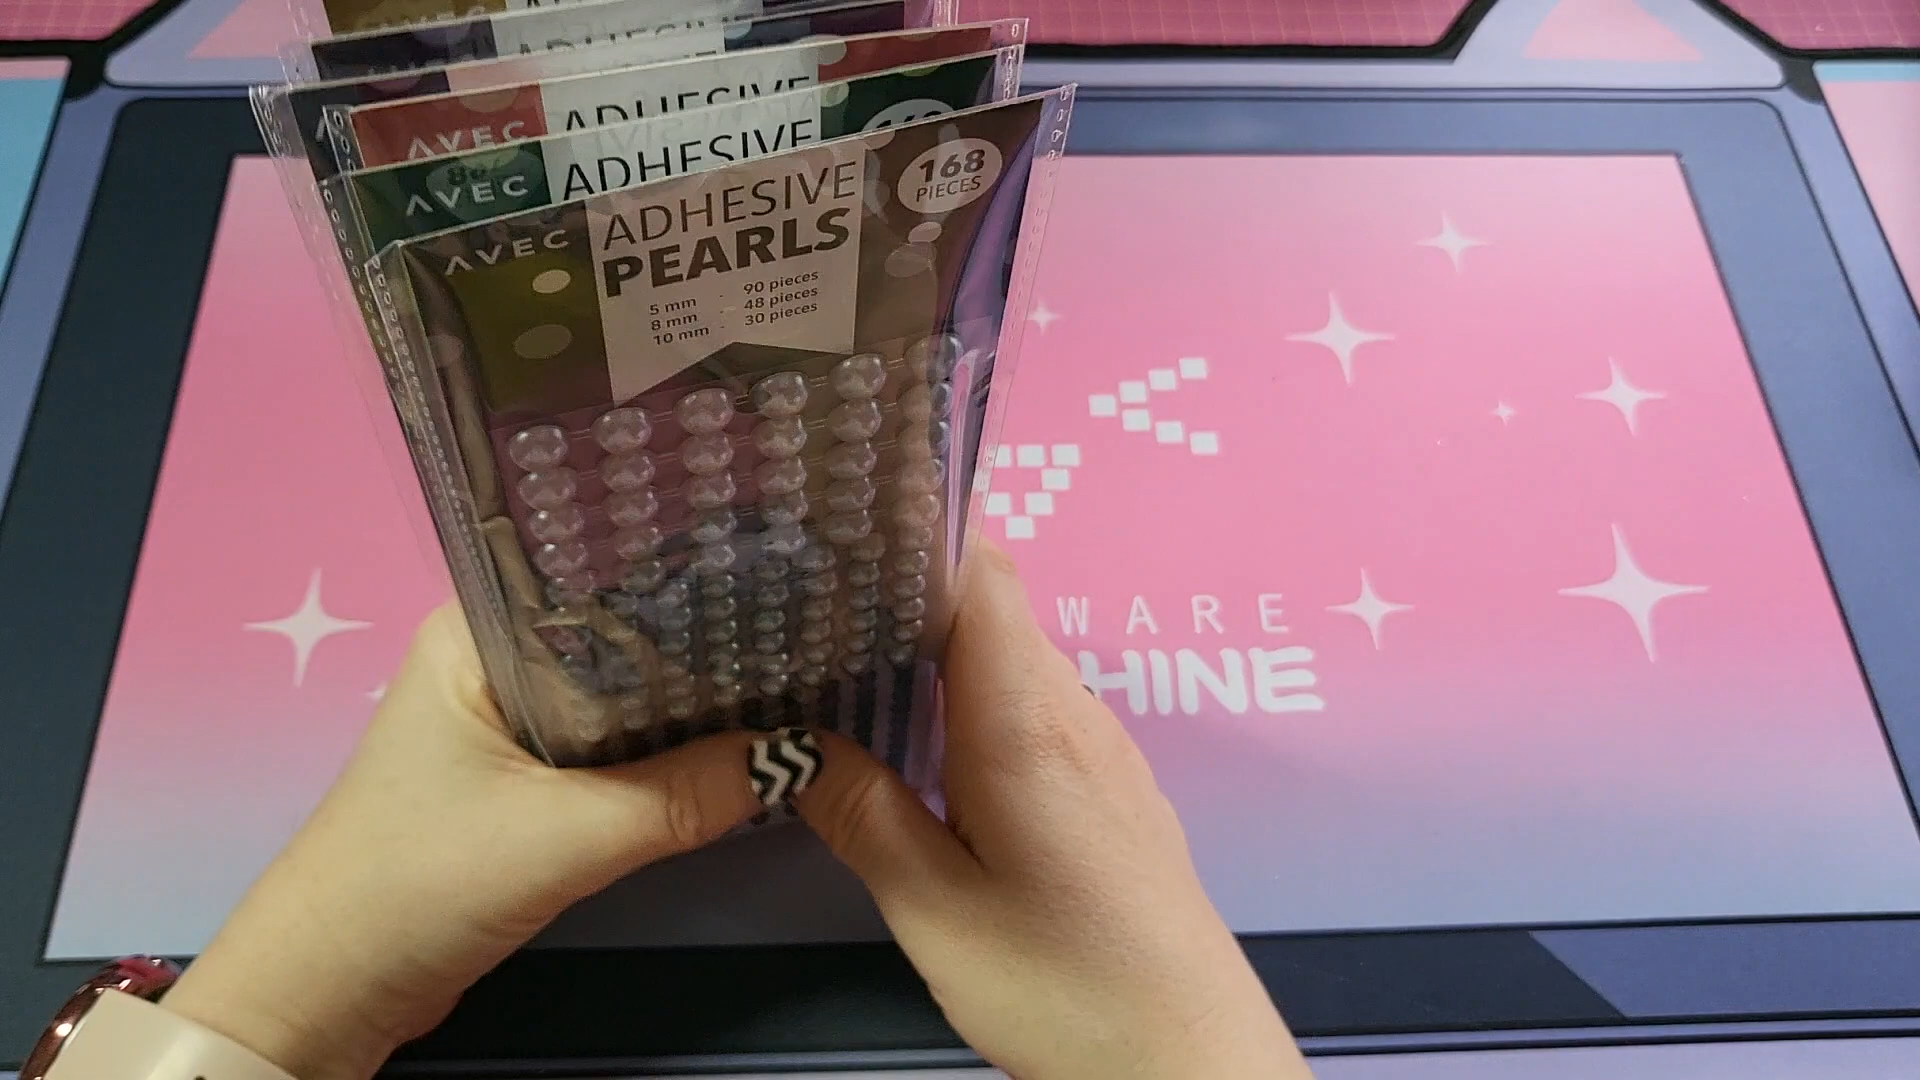 ADHESIVE
AVEC ADHESIVE
AVEC ADHESIVE
AVEC ADHESIVE
PEARLS
168
PIECES
5 mm - 90 pieces
8 mm - 48 pieces
10 mm - 30 pieces
WARE
HINE